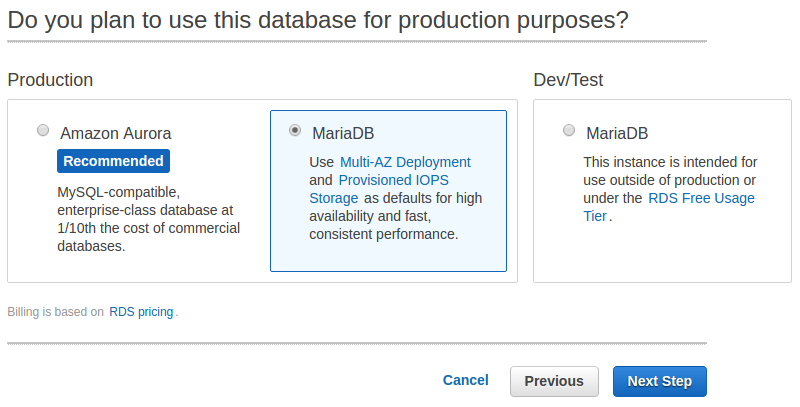 Do you plan to use this database for production purposes?
Production
Amazon Aurora
Recommended
MySQL-compatible,
enterprise-class database at
1/10th the cost of commercial
databases.
MariaDB
Use Multi-AZ Deployment
and Provisioned IOPS
Storage as defaults for high
availability and fast,
consistent performance.
Dev/Test
MariaDB
This instance is intended for
use outside of production or
under the RDS Free Usage
Tier.
Billing is based on RDS pricing.
Cancel
Previous
Next Step